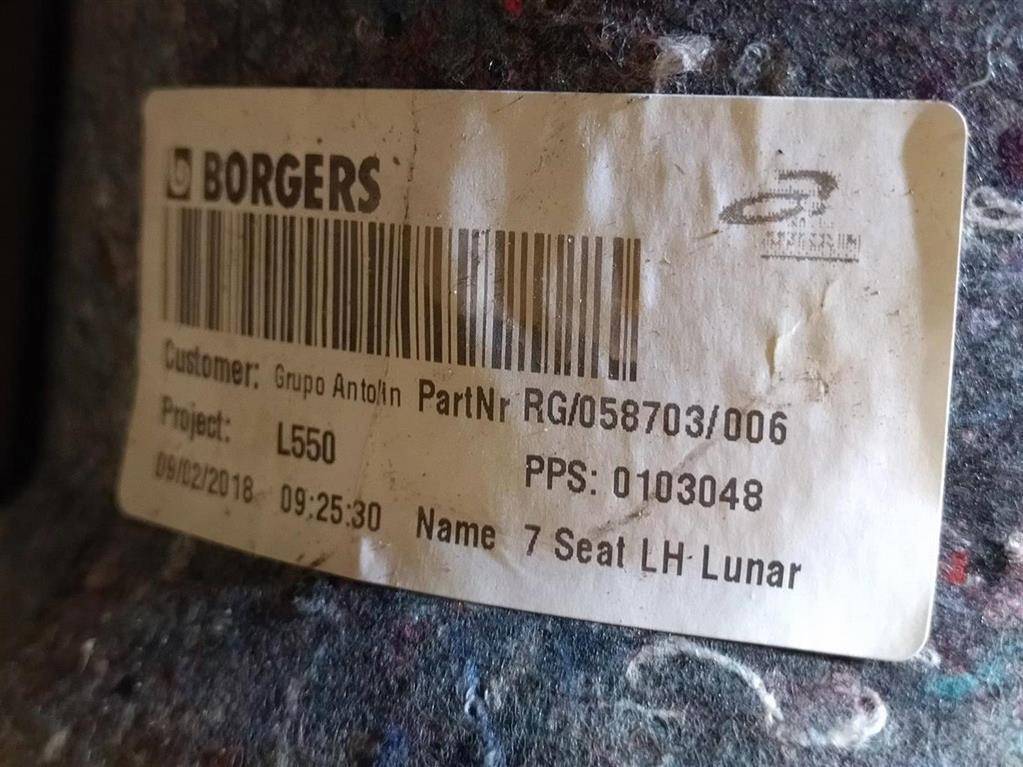 BORGERS
Customer: Grupo Antolin PartNr RG/058703/006
Project: L550 PPS: 0103048
09/02/2018 09:25:30 Name 7 Seat LH Lunar